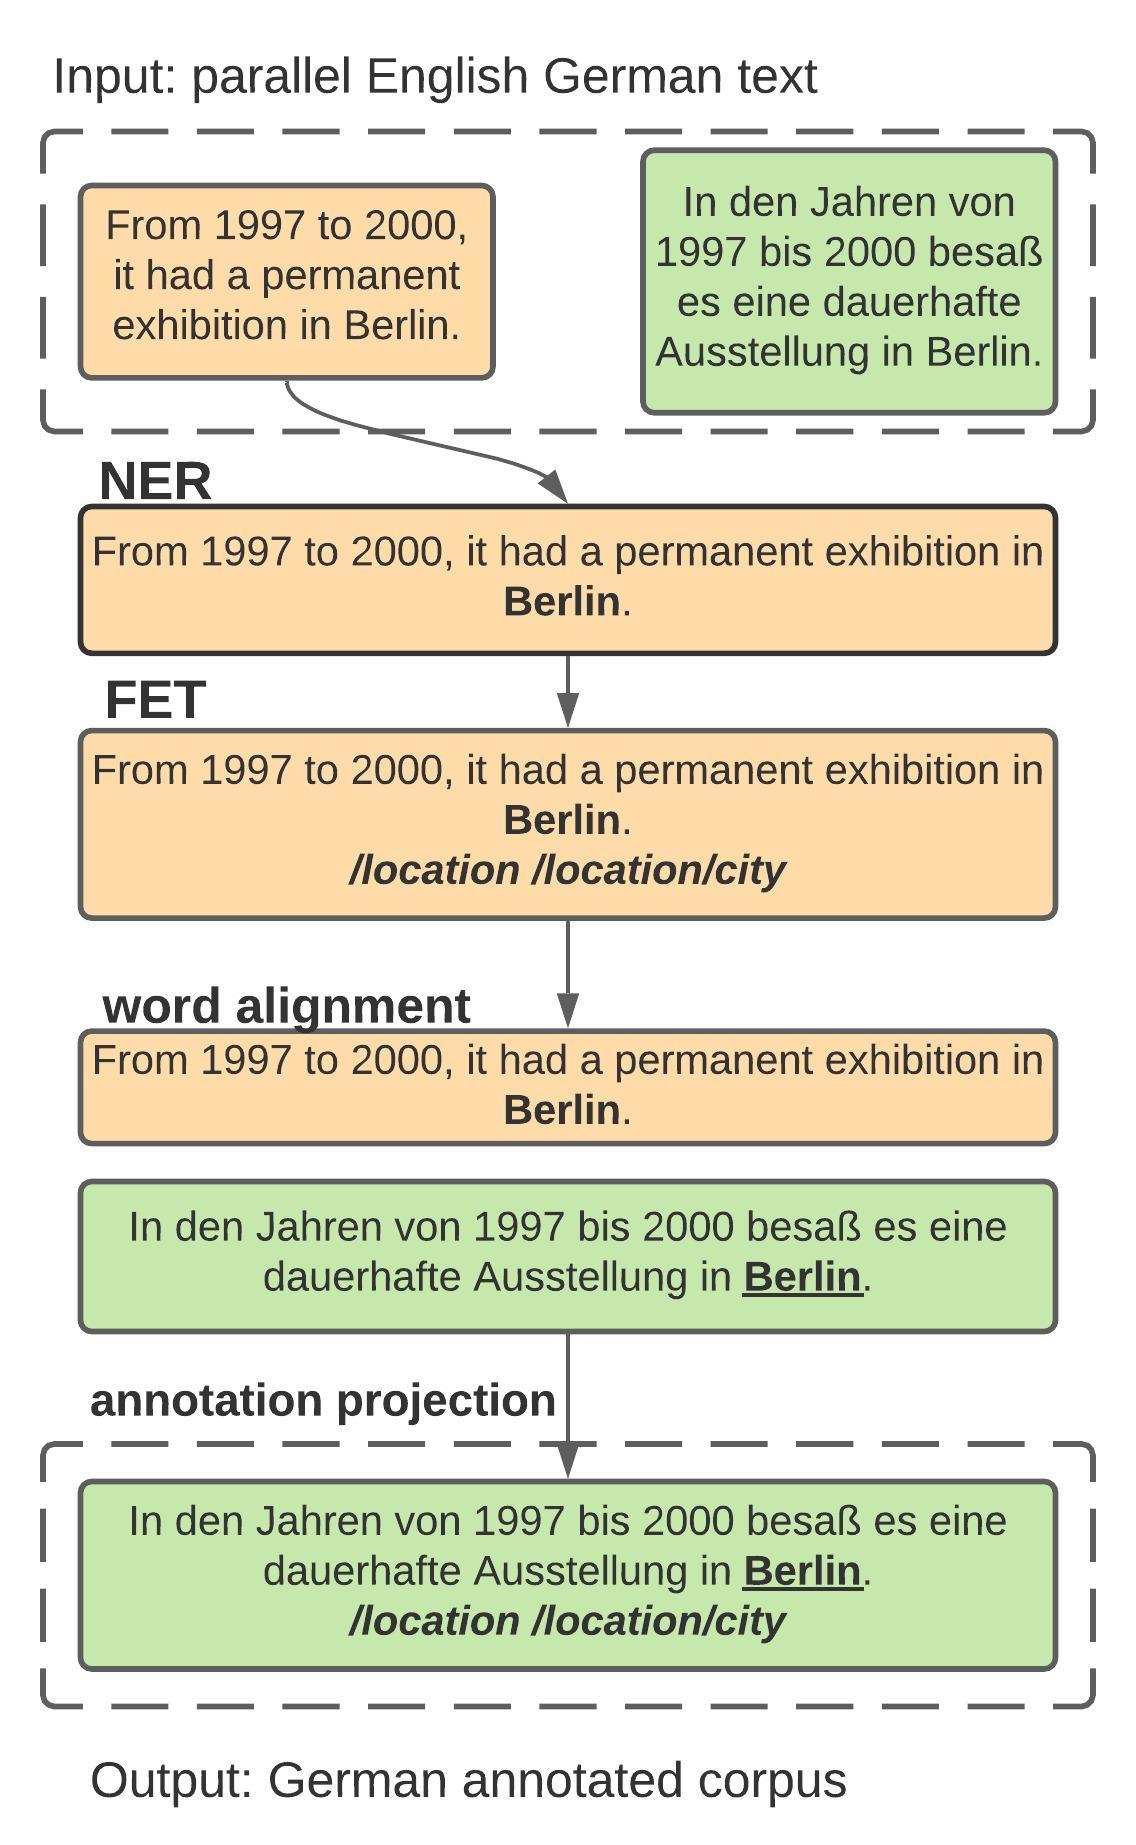 Input: parallel English German text
From 1997 to 2000,
it had a permanent
exhibition in Berlin.
In den Jahren von
1997 bis 2000 besaß
es eine dauerhafte
Ausstellung in Berlin.
NER
From 1997 to 2000, it had a permanent exhibition in
Berlin.
FET
From 1997 to 2000, it had a permanent exhibition in
Berlin.
/location /location/city
word alignment
From 1997 to 2000, it had a permanent exhibition in
Berlin.
In den Jahren von 1997 bis 2000 besaß es eine
dauerhafte Ausstellung in Berlin.
annotation projection
In den Jahren von 1997 bis 2000 besaß es eine
dauerhafte Ausstellung in Berlin.
/location /location/city
Output: German annotated corpus